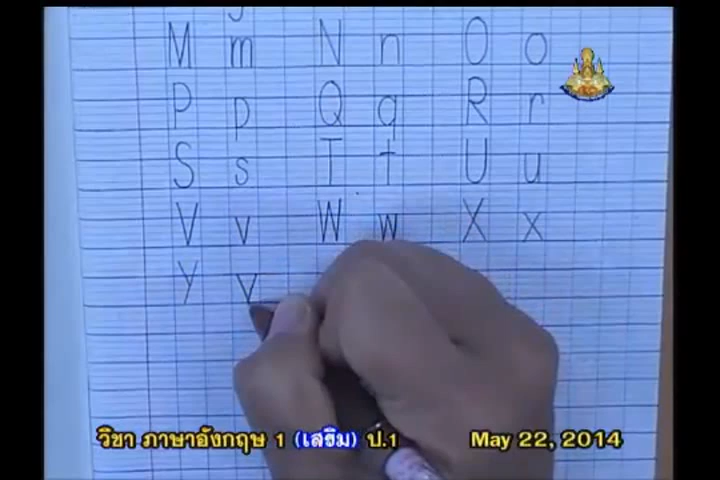 M m N n O o
P p Q q R r
S s T t U u
V v W w X x
Y v
วิชา ภาษาอังกฤษ 1 (เสริม) ป.1 May 22, 2014